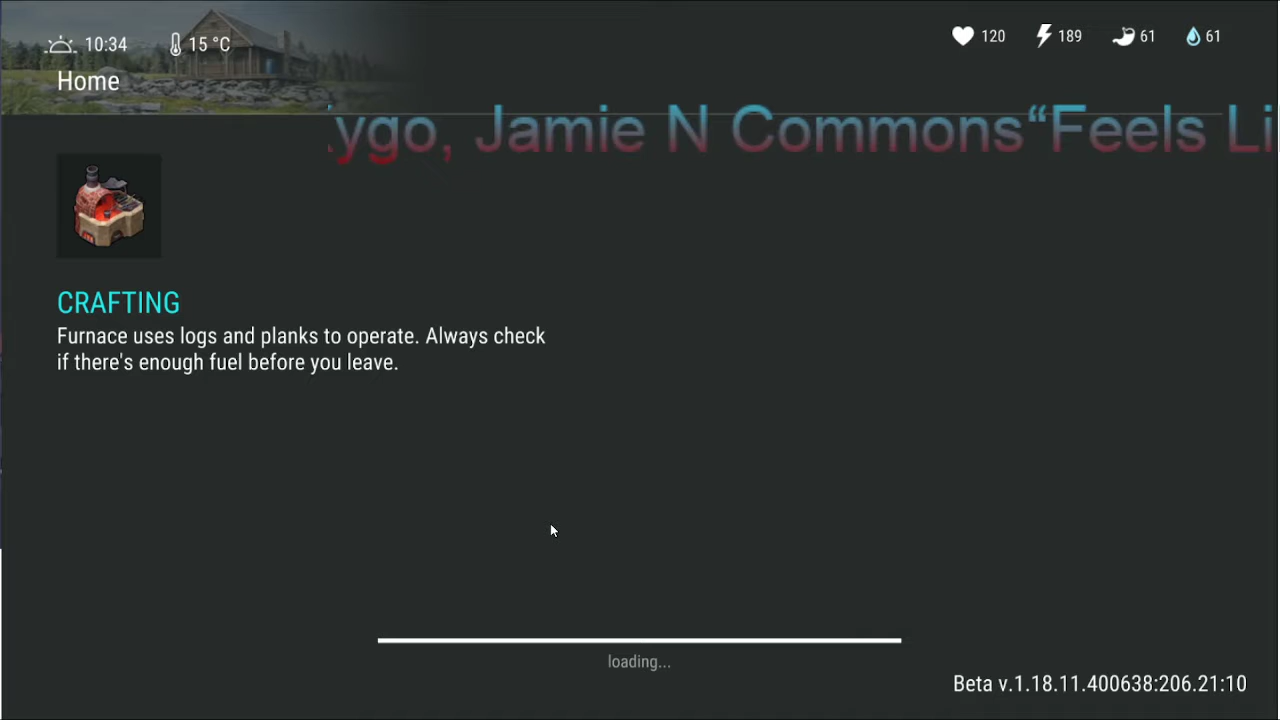 10:34 15 °C
120 189 61 61
Home
ygo, Jamie N Commons“Feels Li
CRAFTING
Furnace uses logs and planks to operate. Always check
if there's enough fuel before you leave.
loading...
Beta v.1.18.11.400638:206.21:10